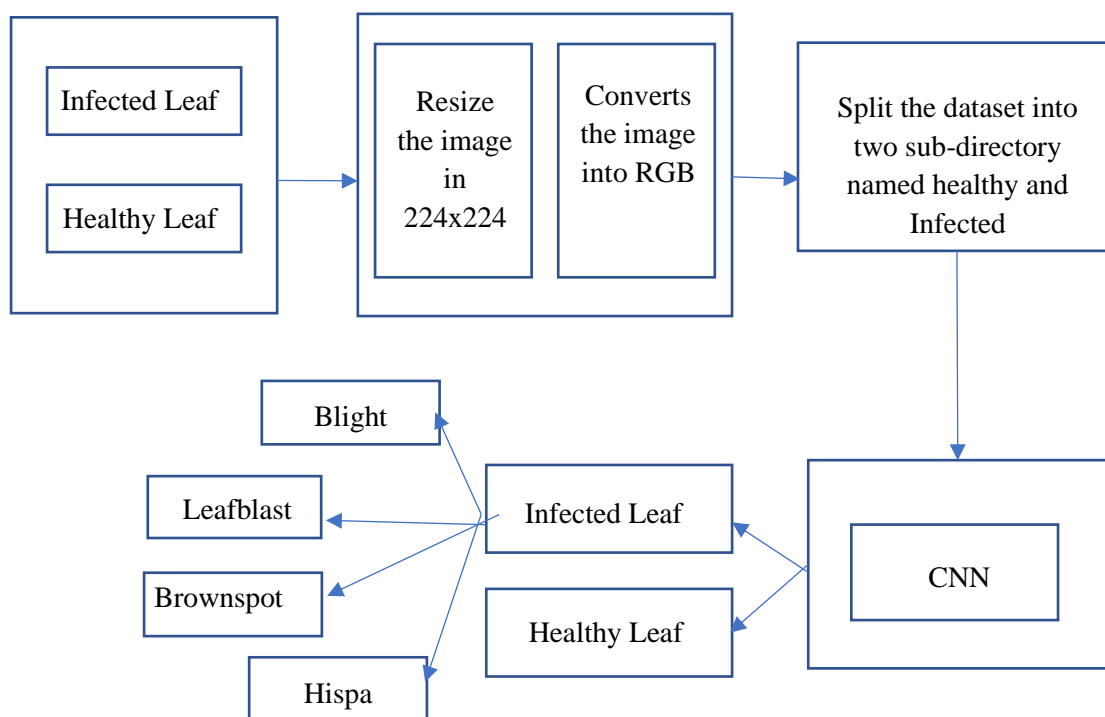 Infected Leaf
Healthy Leaf
Resize
the image
in
224x224
Converts
the image
into RGB
Split the dataset into
two sub-directory
named healthy and
Infected
Blight
Leafblast
Brownspot
Hispa
Infected Leaf
Healthy Leaf
CNN